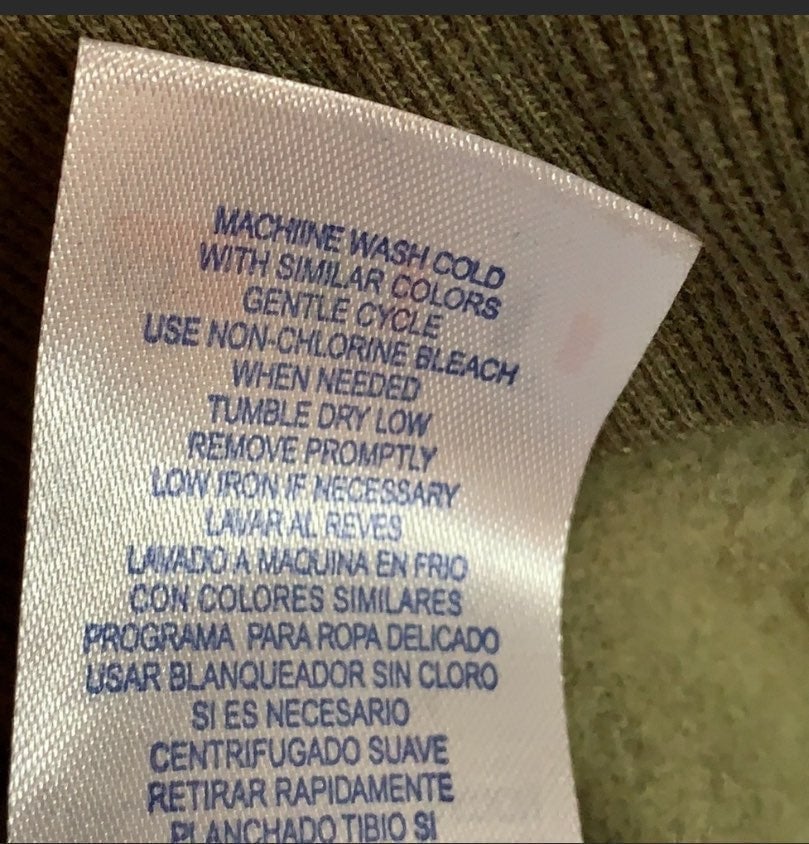 MACHINE WASH COLD
WITH SIMILAR COLORS
GENTLE CYCLE
USE NON-CHLORINE BLEACH
WHEN NEEDED
TUMBLE DRY LOW
REMOVE PROMPTLY
LOW IRON IF NECESSARY
LAVAR AL REVES
LAVADO A MAQUINA EN FRIO
CON COLORES SIMILARES
PROGRAMA PARA ROPA DELICADO
USAR BLANQUEADOR SIN CLORO
SI ES NECESARIO
CENTRIFUGADO SUAVE
RETIRAR RAPIDAMENTE
PLANCHADO TIBIO SI